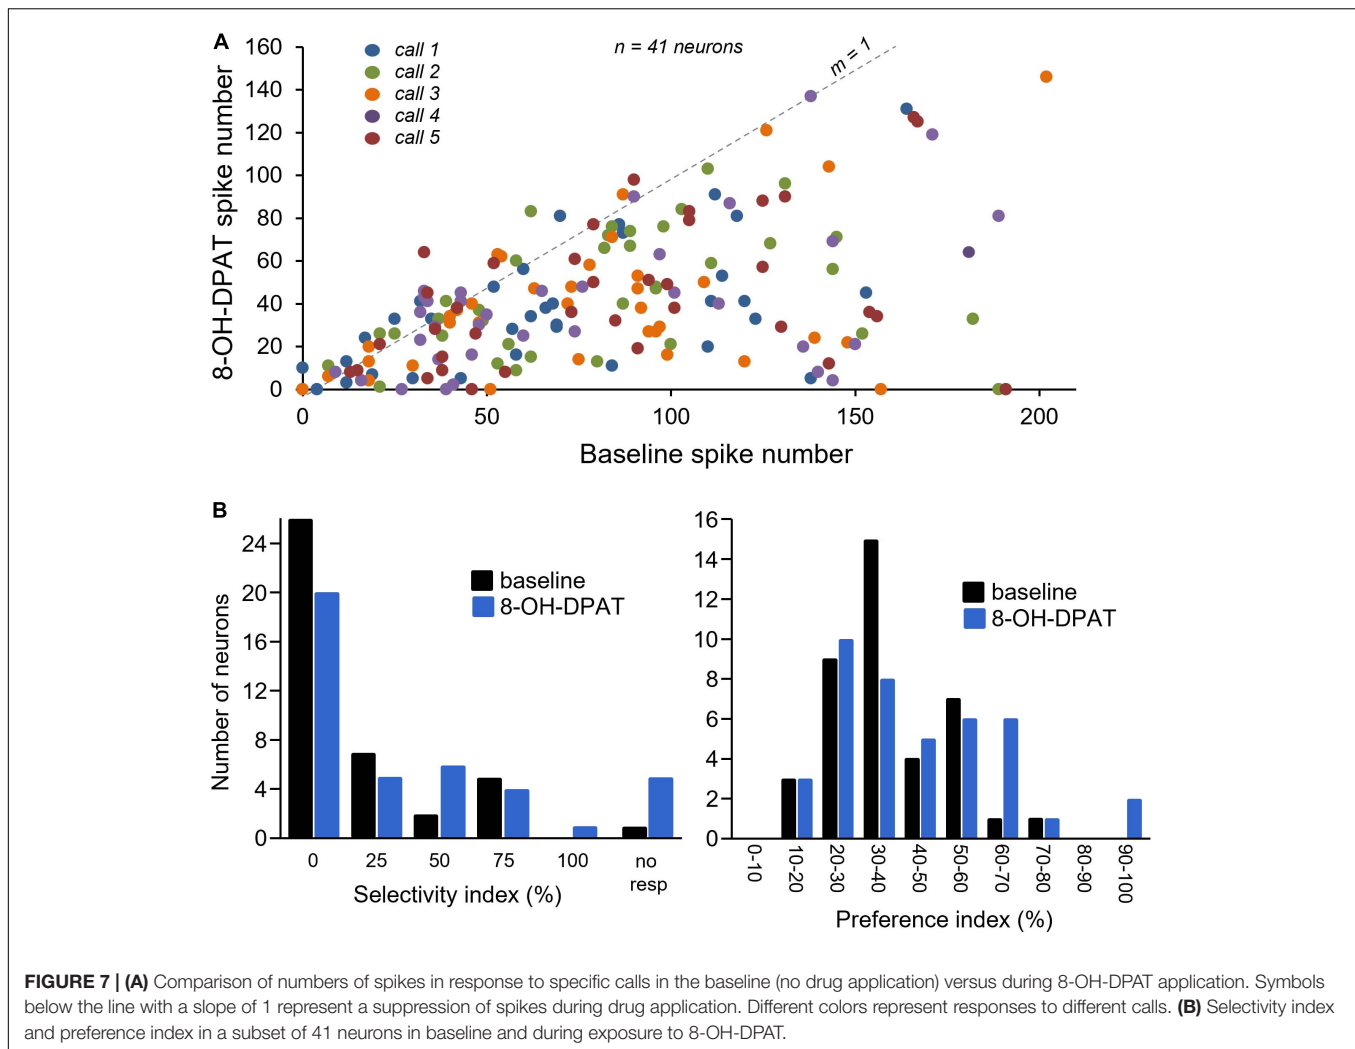 A
160
140
120
100
80
60
40
20
0
8-OH-DPAT spike number
call 1
call 2
call 3
call 4
call 5
n = 41 neurons
m = 1
0 50 100 150 200
Baseline spike number
B
24
20
16
12
8
4
0
Number of neurons
baseline
8-OH-DPAT
0 25 50 75 100 no resp
Selectivity index (%)
16
14
12
10
8
6
4
2
0
baseline
8-OH-DPAT
0-10 10-20 20-30 30-40 40-50 50-60 60-70 70-80 80-90 90-100
Preference index (%)
FIGURE 7 | (A) Comparison of numbers of spikes in response to specific calls in the baseline (no drug application) versus during 8-OH-DPAT application. Symbols
below the line with a slope of 1 represent a suppression of spikes during drug application. Different colors represent responses to different calls. (B) Selectivity index
and preference index in a subset of 41 neurons in baseline and during exposure to 8-OH-DPAT.